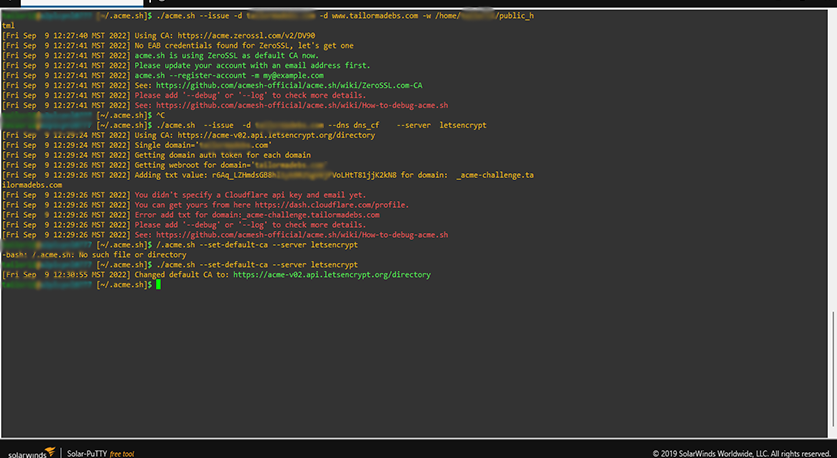 [~/.acme.sh]$ ./acme.sh --issue -d -d www.tailormadebs.com -w /home/ /public_h
tml
[Fri Sep  9 12:27:40 MST 2022] Using CA: https://acme.zerossl.com/v2/DV90
[Fri Sep  9 12:27:41 MST 2022] No EAB credentials found for ZeroSSL, let's get one
[Fri Sep  9 12:27:41 MST 2022] acme.sh is using ZeroSSL as default CA now.
[Fri Sep  9 12:27:41 MST 2022] Please update your account with an email address first.
[Fri Sep  9 12:27:41 MST 2022] acme.sh --register-account -m my@example.com
[Fri Sep  9 12:27:41 MST 2022] See: https://github.com/acmesh-official/acme.sh/wiki/ZeroSSL.com-CA
[Fri Sep  9 12:27:41 MST 2022] Please add '--debug' or '--log' to check more details.
[Fri Sep  9 12:27:41 MST 2022] See: https://github.com/acmesh-official/acme.sh/wiki/How-to-debug-acme.sh
[~/.acme.sh]$ ^C
[~/.acme.sh]$ ./acme.sh  --issue  -d --dns dns_cf    --server  letsencrypt
[Fri Sep  9 12:29:24 MST 2022] Using CA: https://acme-v02.api.letsencrypt.org/directory
[Fri Sep  9 12:29:24 MST 2022] Single domain=' .com'
[Fri Sep  9 12:29:24 MST 2022] Getting domain auth token for each domain
[Fri Sep  9 12:29:26 MST 2022] Getting webroot for domain='
[Fri Sep  9 12:29:26 MST 2022] Adding txt value: for domain:  _acme-challenge.ta
ilormadebs.com
[Fri Sep  9 12:29:26 MST 2022] You didn't specify a Cloudflare api key and email yet.
[Fri Sep  9 12:29:26 MST 2022] You can get yours from here https://dash.cloudflare.com/profile.
[Fri Sep  9 12:29:26 MST 2022] Error add txt for domain:_acme-challenge.tailormadebs.com
[Fri Sep  9 12:29:26 MST 2022] Please add '--debug' or '--log' to check more details.
[Fri Sep  9 12:29:26 MST 2022] See: https://github.com/acmesh-official/acme.sh/wiki/How-to-debug-acme.sh
[~/.acme.sh]$ /.acme.sh --set-default-ca --server letsencrypt
-bash: /.acme.sh: No such file or directory
[~/.acme.sh]$ ./acme.sh --set-default-ca --server letsencrypt
[Fri Sep  9 12:30:55 MST 2022] Changed default CA to: https://acme-v02.api.letsencrypt.org/directory
[~/.acme.sh]$
solarwinds | Solar-PuTTY free tool
© 2019 SolarWinds Worldwide, LLC. All rights reserved.